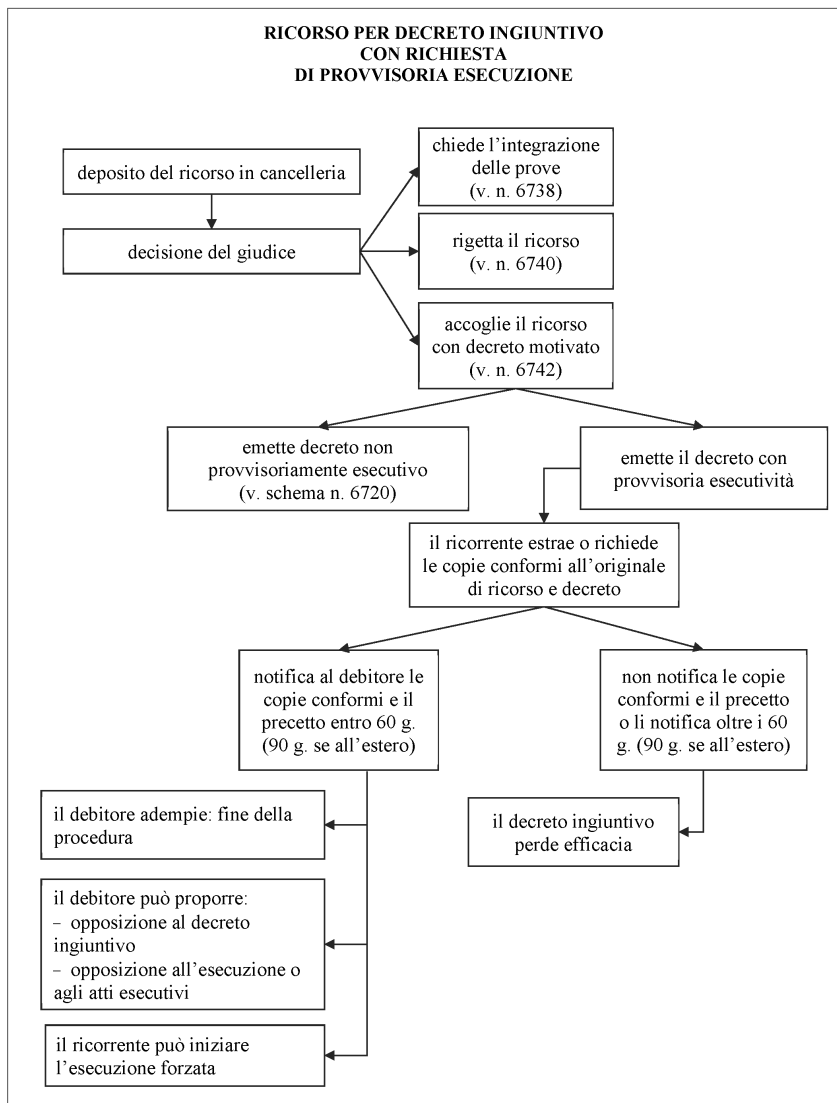 RICORSO PER DECRETO INGIUNTIVO
CON RICHIESTA
DI PROVVISORIA ESECUZIONE
deposito del ricorso in cancelleria
decisione del giudice
chiede l’integrazione
delle prove
(v. n. 6738)
rigetta il ricorso
(v. n. 6740)
accoglie il ricorso
con decreto motivato
(v. n. 6742)
emette decreto non
provvisoriamente esecutivo
(v. schema n. 6720)
emette il decreto con
provvisoria esecutività
il ricorrente estrae o richiede
le copie conformi all’originale
di ricorso e decreto
notifica al debitore le
copie conformi e il
precetto entro 60 g.
(90 g. se all’estero)
non notifica le copie
conformi e il precetto
o li notifica oltre i 60
g. (90 g. se all’estero)
il debitore adempie: fine della
procedura
il decreto ingiuntivo
perde efficacia
il debitore può proporre:
– opposizione al decreto
ingiuntivo
– opposizione all’esecuzione o
agli atti esecutivi
il ricorrente può iniziare
l’esecuzione forzata